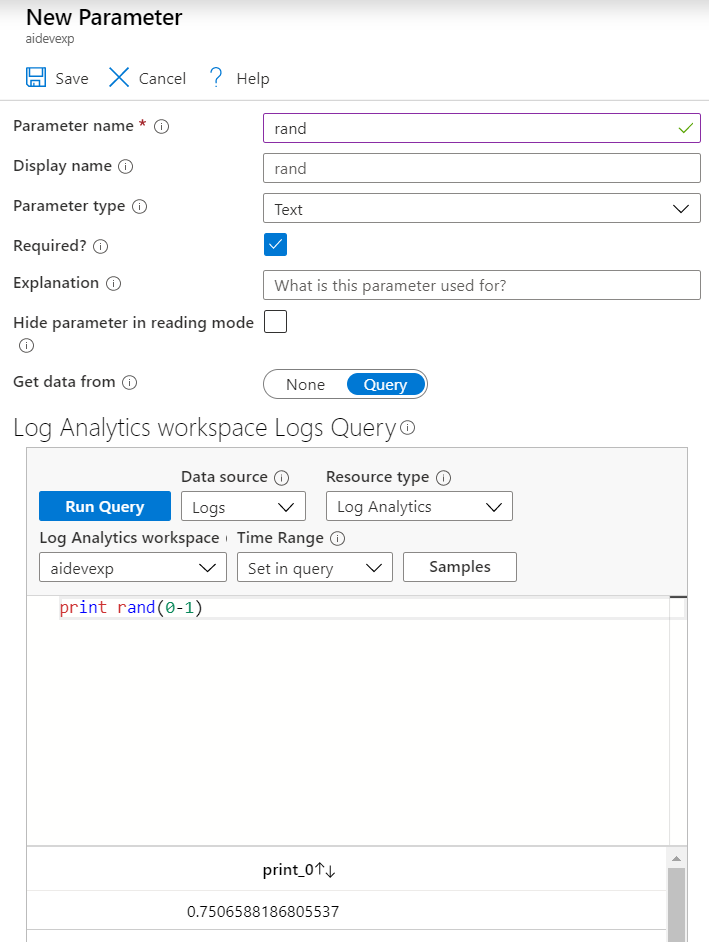 New Parameter
aidevexp
Save Cancel ? Help
Parameter name *
rand
Display name
rand
Parameter type
Text
Required?
Explanation
What is this parameter used for?
Hide parameter in reading mode
Get data from
None Query
Log Analytics workspace Logs Query
Data source Resource type
Run Query Logs Log Analytics
Log Analytics workspace Time Range
aidevexp Set in query Samples
print rand(0-1)
print_0↑↓
0.7506588186805537